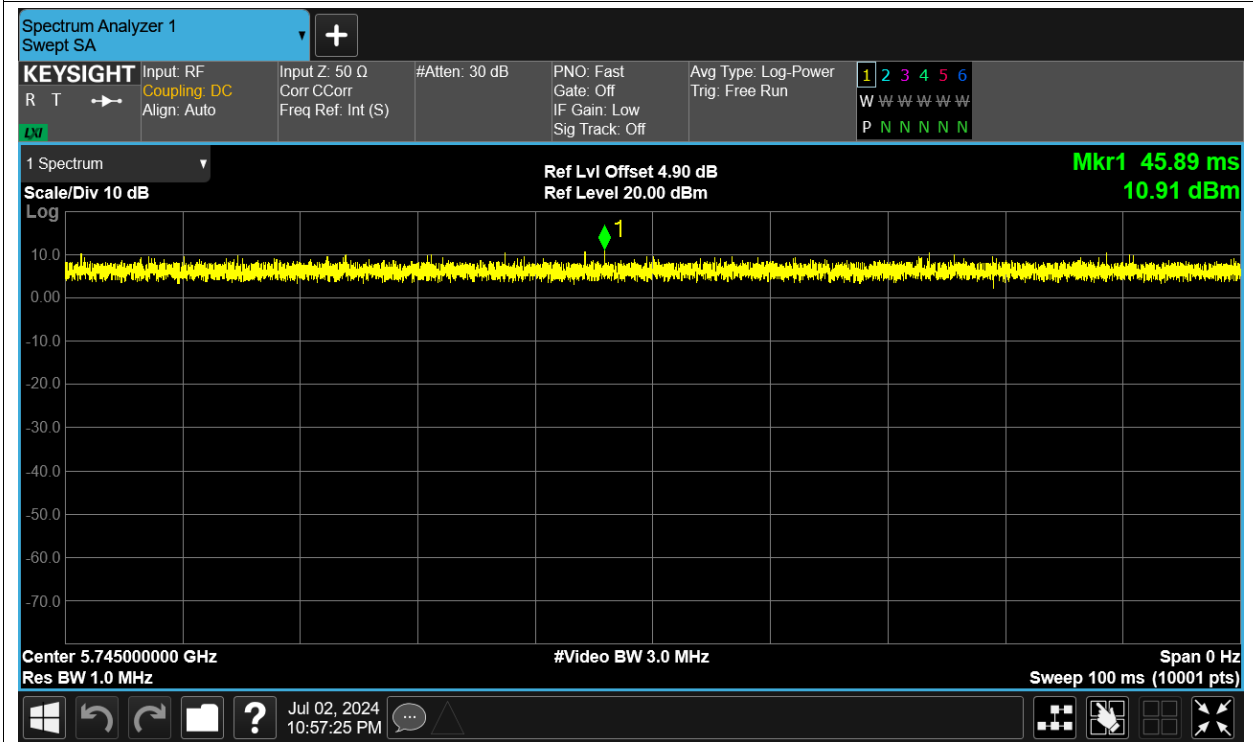 Spectrum Analyzer 1
Swept SA
KEYSIGHT
R T
LXI
Input: RF
Coupling: DC
Align: Auto
Input Z: 50 Ω
Corr CCorr
Freq Ref: Int (S)
#Atten: 30 dB
PNO: Fast
Gate: Off
IF Gain: Low
Sig Track: Off
Avg Type: Log-Power
Trig: Free Run
1 2 3 4 5 6
W W W W W W
P N N N N N
1 Spectrum
Scale/Div 10 dB
Log
Ref Lvl Offset 4.90 dB
Ref Level 20.00 dBm
Mkr1 45.89 ms
10.91 dBm
1
10.0
0.00
-10.0
-20.0
-30.0
-40.0
-50.0
-60.0
-70.0
Center 5.745000000 GHz
Res BW 1.0 MHz
#Video BW 3.0 MHz
Span 0 Hz
Sweep 100 ms (10001 pts)
?
Jul 02, 2024
10:57:25 PM